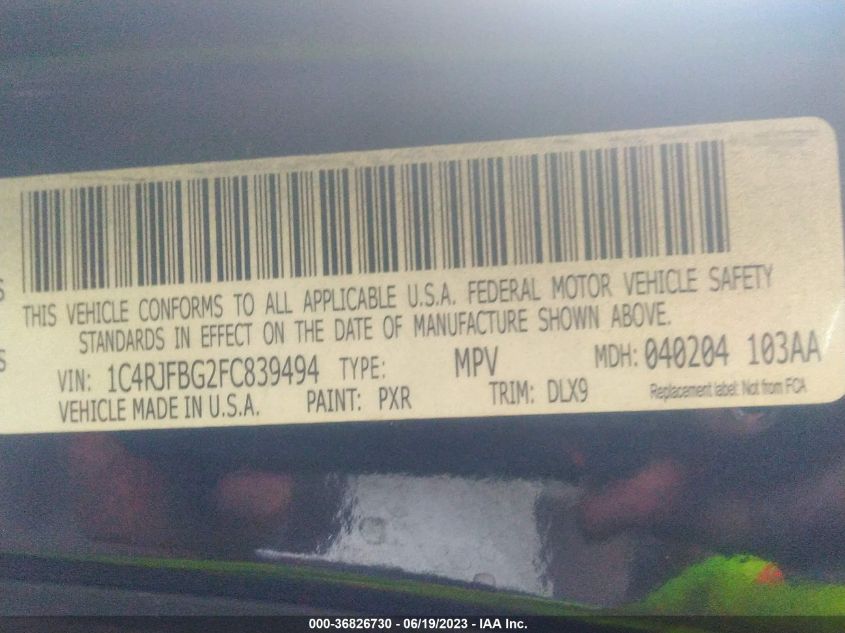 S
THIS VEHICLE CONFORMS TO ALL APPLICABLE U.S.A. FEDERAL MOTOR VEHICLE SAFETY
STANDARDS IN EFFECT ON THE DATE OF MANUFACTURE SHOWN ABOVE.
S
VIN: 1C4RJFBG2FC839494 TYPE: MPV MDH: 040204 103AA
VEHICLE MADE IN U.S.A. PAINT: PXR TRIM: DLX9 Replacement label: Not from FCA
000-36826730 - 06/19/2023 - IAA Inc.